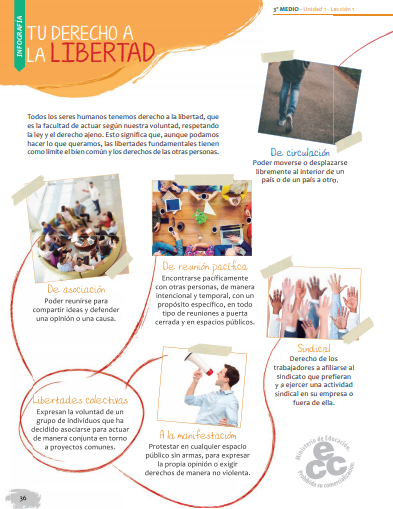 INFOGRAFÍA
TU DERECHO A
LA LIBERTAD
3° MEDIO - Unidad 1 - Lección 1
Todos los seres humanos tenemos derecho a la libertad, que
es la facultad de actuar según nuestra voluntad, respetando
la ley y el derecho ajeno. Esto significa que, aunque podamos
hacer lo que queramos, las libertades fundamentales tienen
como límite el bien común y los derechos de las otras personas.
De circulación
Poder moverse o desplazarse
libremente al interior de un
país o de un país a otro.
De asociación
Poder reunirse para
compartir ideas y defender
una opinión o una causa.
De reunión pacífica
Encontrarse pacíficamente
con otras personas, de manera
intencional y temporal, con un
propósito específico, en todo
tipo de reuniones a puerta
cerrada y en espacios públicos.
Sindical
Derecho de los
trabajadores a afiliarse al
sindicato que prefieran
y a ejercer una actividad
sindical en su empresa o
fuera de ella.
Libertades colectivas
Expresan la voluntad de un
grupo de individuos que ha
decidido asociarse para actuar
de manera conjunta en torno
a proyectos comunes.
A la manifestación
Protestar en cualquier espacio
público sin armas, para expresar
la propia opinión o exigir
derechos de manera no violenta.
Ministerio de Educación
ecc
Prohibida su comercialización
36